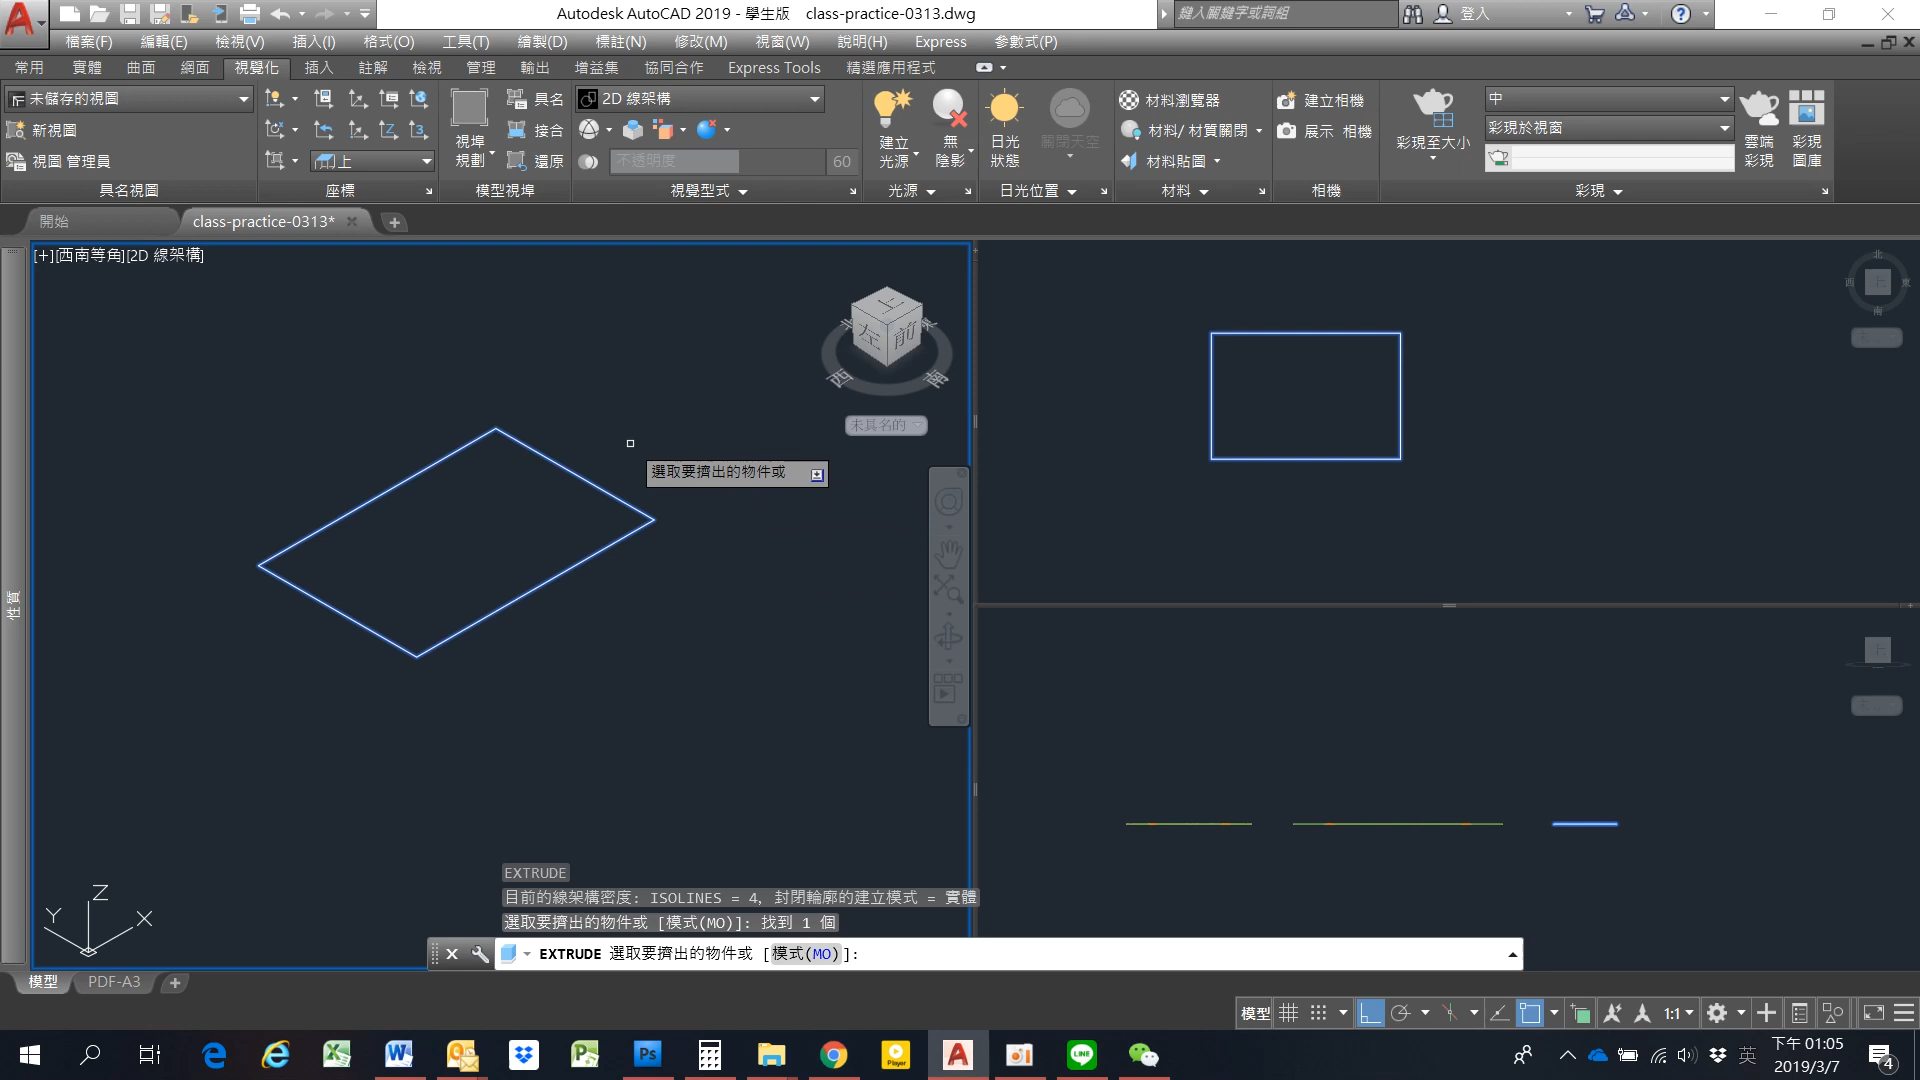 Autodesk AutoCAD 2019 - 學生版 class-practice-0313.dwg
鍵入關鍵字或詞組
登入
檔案(F) 編輯(E) 檢視(V) 插入(I) 格式(O) 工具(T) 繪製(D) 標註(N) 修改(M) 視窗(W) 說明(H) Express 參數式(P)
常用 實體 曲面 網面 視覺化 插入 註解 檢視 管理 輸出 增益集 協同合作 Express Tools 精選應用程式
未儲存的視圖
新視圖
視圖 管理員
具名視圖
上
座標
視埠
規劃
具名
接合
還原
模型視埠
2D 線架構
不透明度 60
視覺型式
建立
光源
無
陰影
光源
日光
狀態
關閉天空
日光位置
材料瀏覽器
材料/ 材質關閉
材料貼圖
材料
建立相機
展示 相機
相機
彩現至大小
中
彩現於視窗
彩現
雲端
彩現
彩現
圖庫
開始
class-practice-0313*
[+][西南等角][2D 線架構]
上
左 前
西 南
未具名的
選取要擠出的物件或
北
西 上 東
南
上
性質
Z
Y X
EXTRUDE
目前的線架構密度: ISOLINES = 4, 封閉輪廓的建立模式 = 實體
選取要擠出的物件或 [模式(MO)]: 找到 1 個
EXTRUDE 選取要擠出的物件或 [模式(MO)]:
模型 PDF-A3
模型 1:1
英
下午 01:05
2019/3/7
4